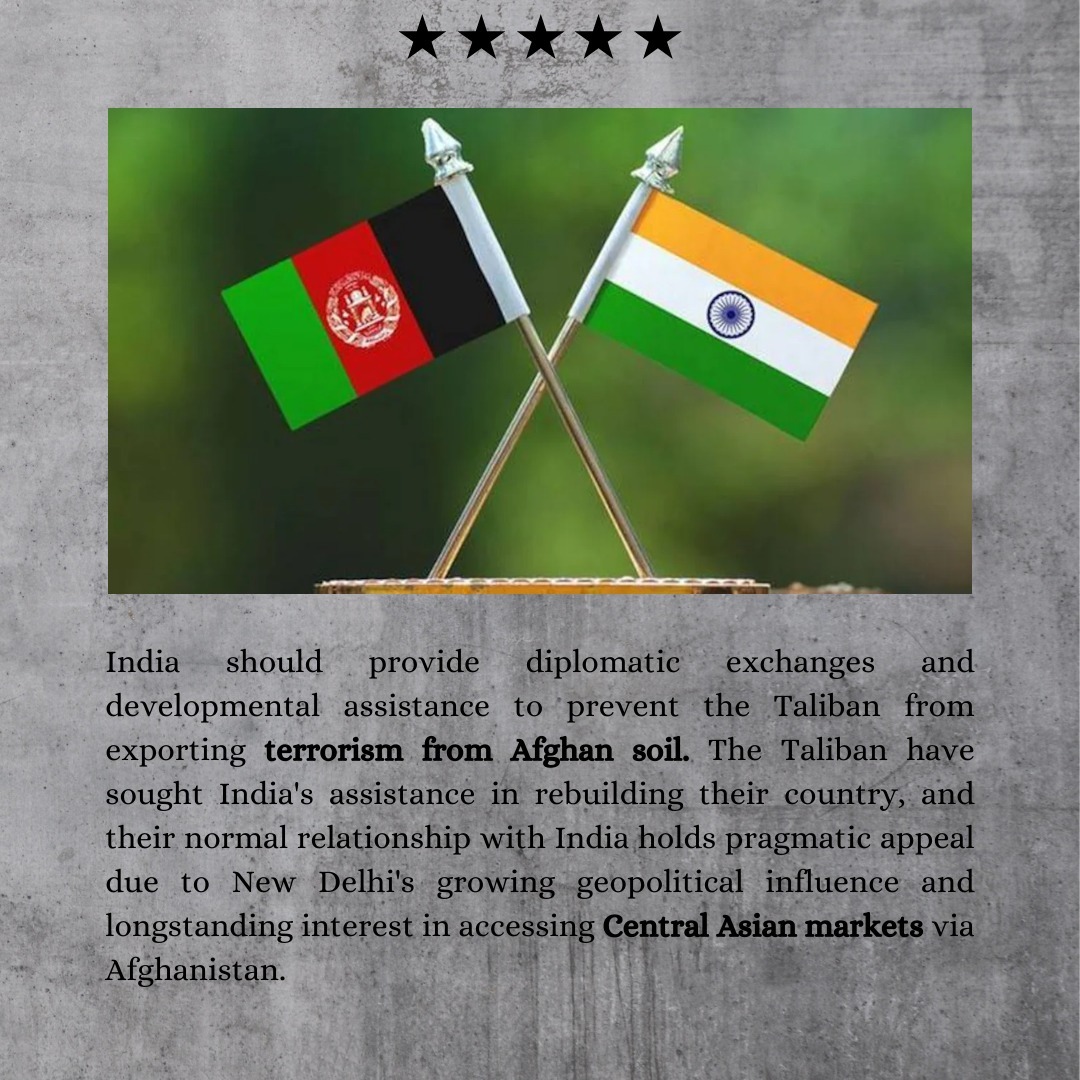 India should provide diplomatic exchanges and
developmental assistance to prevent the Taliban from
exporting terrorism from Afghan soil. The Taliban have
sought India's assistance in rebuilding their country, and
their normal relationship with India holds pragmatic appeal
due to New Delhi's growing geopolitical influence and
longstanding interest in accessing Central Asian markets via
Afghanistan.